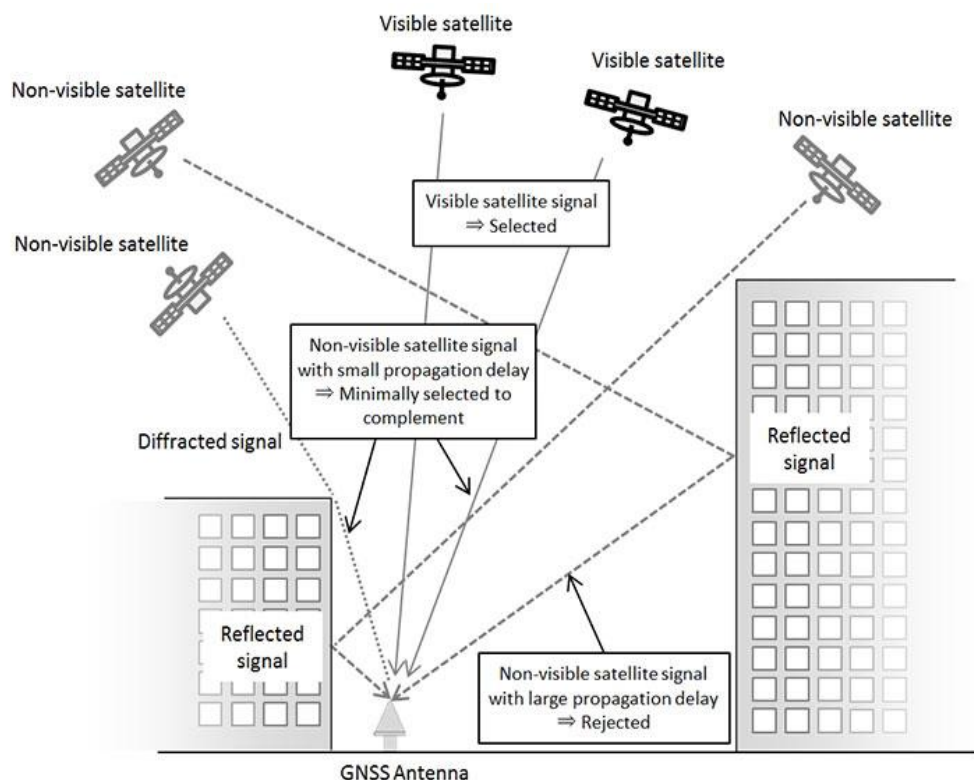 Visible satellite
Visible satellite
Non-visible satellite
Non-visible satellite
Visible satellite signal
⇒ Selected
Non-visible satellite
Non-visible satellite signal
with small propagation delay
⇒ Minimally selected to
complement
Diffracted signal
Reflected
signal
Reflected
signal
Non-visible satellite signal
with large propagation delay
⇒ Rejected
GNSS Antenna